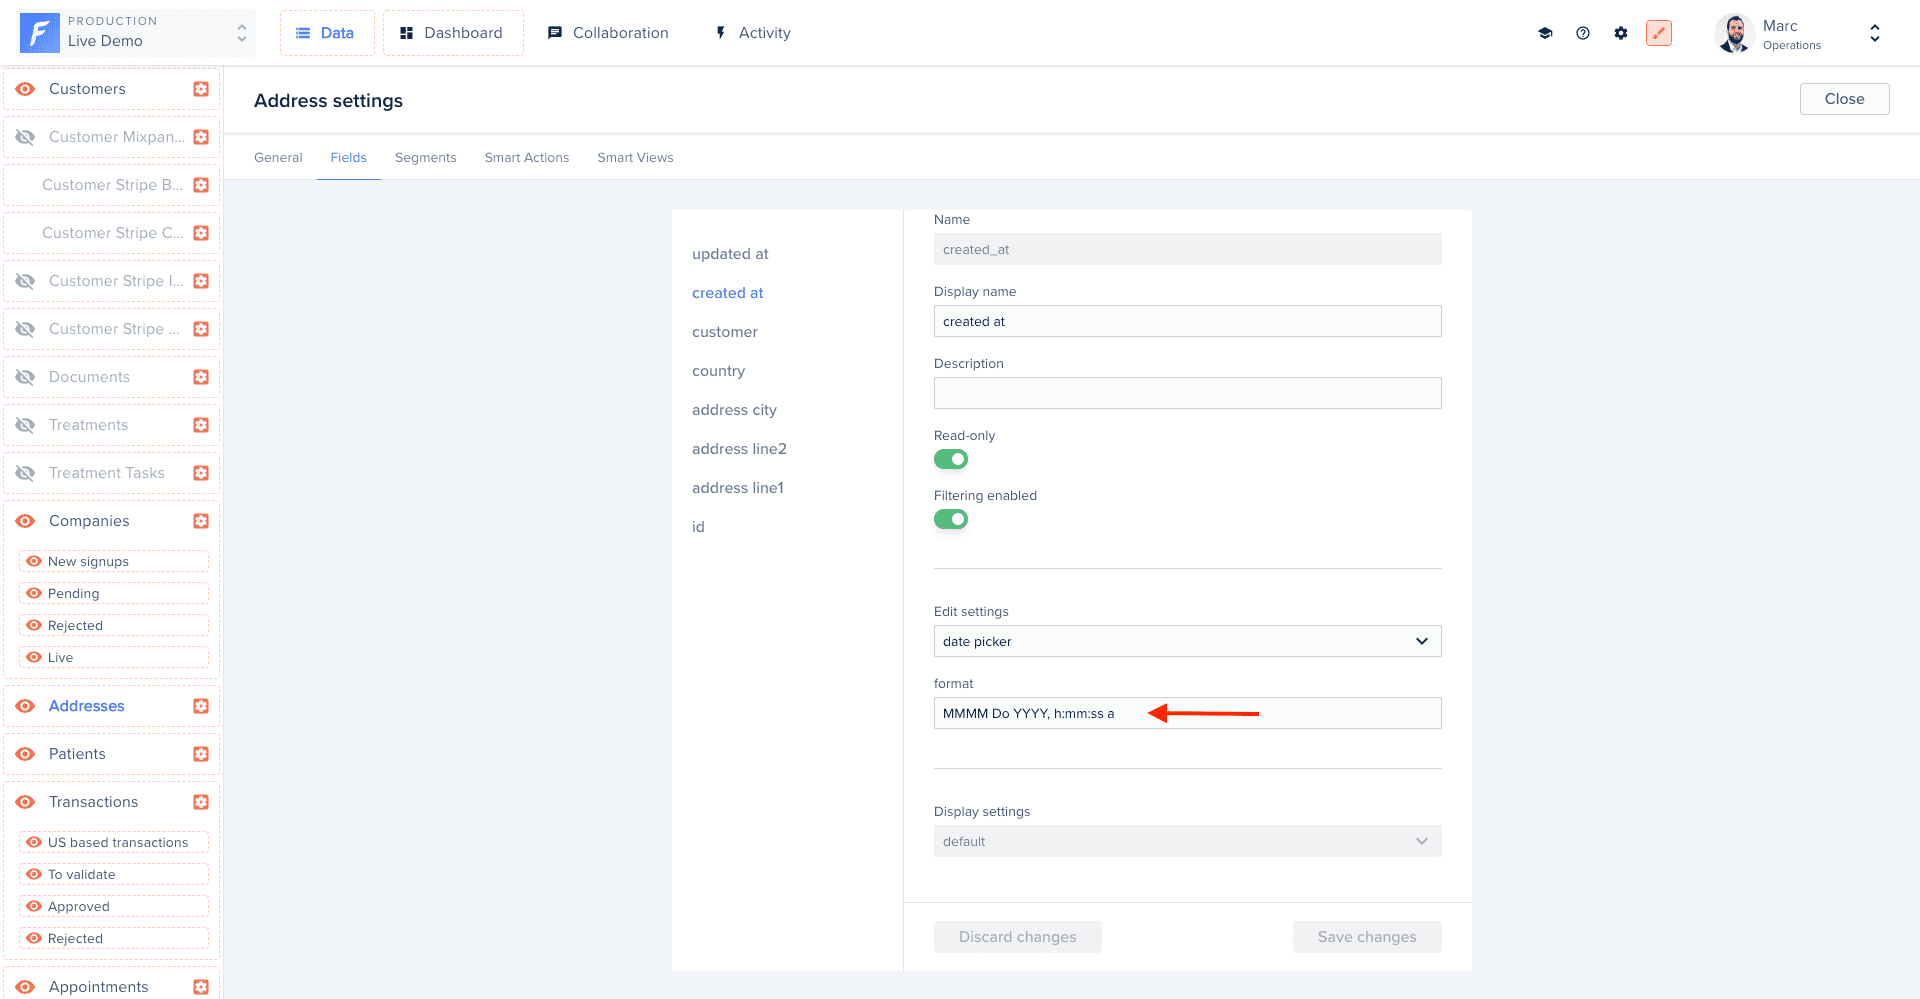 PRODUCTION
Live Demo
Data
Dashboard
Collaboration
Activity
Marc
Operations
Customers
Customer Mixpan...
Customer Stripe B...
Customer Stripe C...
Customer Stripe I...
Customer Stripe ...
Documents
Treatments
Treatment Tasks
Companies
New signups
Pending
Rejected
Live
Addresses
Patients
Transactions
US based transactions
To validate
Approved
Rejected
Appointments
Address settings
Close
General
Fields
Segments
Smart Actions
Smart Views
updated at
created at
customer
country
address city
address line2
address line1
id
Name
created_at
Display name
created at
Description
Read-only
Filtering enabled
Edit settings
date picker
format
MMMM Do YYYY, h:mm:ss a
Display settings
default
Discard changes
Save changes